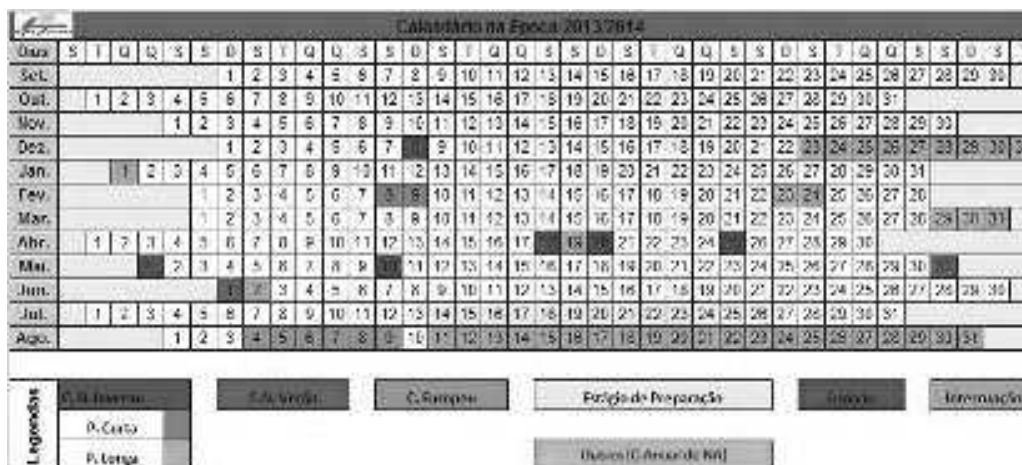 Calendário na Época 2013/2014
S T Q Q S S D S T Q Q S S D S T Q Q S S D S T Q Q S S D S T Q Q S S D S
Set. 1 2 3 4 5 6 7 8 9 10 11 12 13 14 15 16 17 18 19 20 21 22 23 24 25 26 27 28 29 30
Out. 1 2 3 4 5 6 7 8 9 10 11 12 13 14 15 16 17 18 19 20 21 22 23 24 25 26 27 28 29 30 31
Nov. 1 2 3 4 5 6 7 8 9 10 11 12 13 14 15 16 17 18 19 20 21 22 23 24 25 26 27 28 29 30
Dez. 1 2 3 4 5 6 7 9 10 11 12 13 14 15 16 17 18 19 20 21 22 23 24 25 26 27 28 29 30
Jan. 1 2 3 4 5 6 7 8 9 10 11 12 13 14 15 16 17 18 19 20 21 22 23 24 25 26 27 28 29 30 31
Fev. 1 2 3 4 5 6 7 8 9 10 11 12 13 14 15 16 17 18 19 20 21 22 23 24 25 26 27 28
Mar. 1 2 3 4 5 6 7 8 9 10 11 12 13 14 15 16 17 18 19 20 21 22 23 24 25 26 27 28 29 30 31
Abr. 1 2 3 4 5 6 7 8 9 10 11 12 13 14 15 16 17 19 21 22 23 24 26 27 28 29 30
Mai. 2 3 4 5 6 7 8 9 11 12 13 14 15 16 17 18 19 20 21 22 23 24 25 26 27 28 29 30
Jun. 1 2 3 4 5 6 7 8 9 10 11 12 13 14 15 16 17 18 19 20 21 22 23 24 25 26 27 28 29 30
Jul. 1 2 3 4 5 6 7 8 9 10 11 12 13 14 15 16 17 18 19 20 21 22 23 24 25 26 27 28 29 30 31
Ago. 1 2 3 4 5 6 7 8 9 10 11 12 13 14 15 16 17 18 19 20 21 22 23 24 25 26 27 28 29 30 31
Legendas
C. N. Inverno
C. N. Verão
C. Europeu
Estágio de Preparação
P. Curta
P. Longa